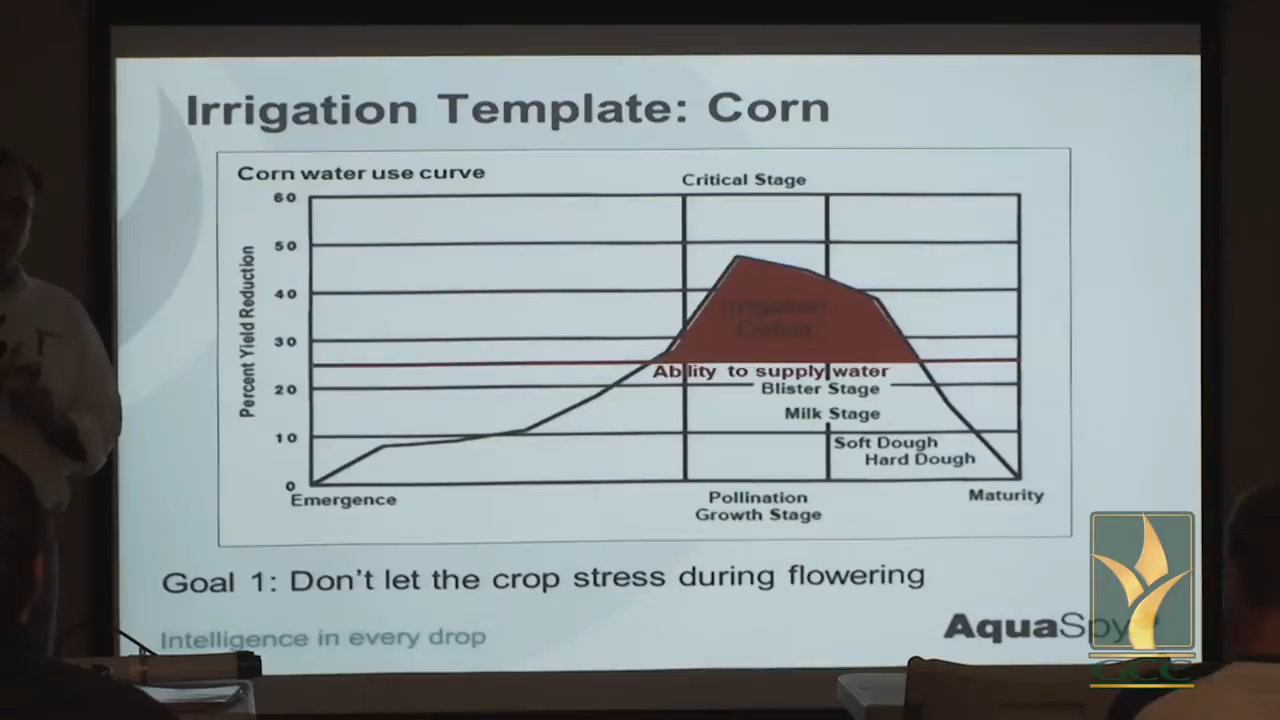 Irrigation Template: Corn
Corn water use curve
Critical Stage
60
50
40
30
20
10
0
Percent Yield Reduction
Irrigation
Deficit
Ability to supply water
Blister Stage
Milk Stage
Soft Dough
Hard Dough
Emergence
Pollination
Growth Stage
Maturity
Goal 1: Don't let the crop stress during flowering
Intelligence in every drop
AquaSpy
GCC